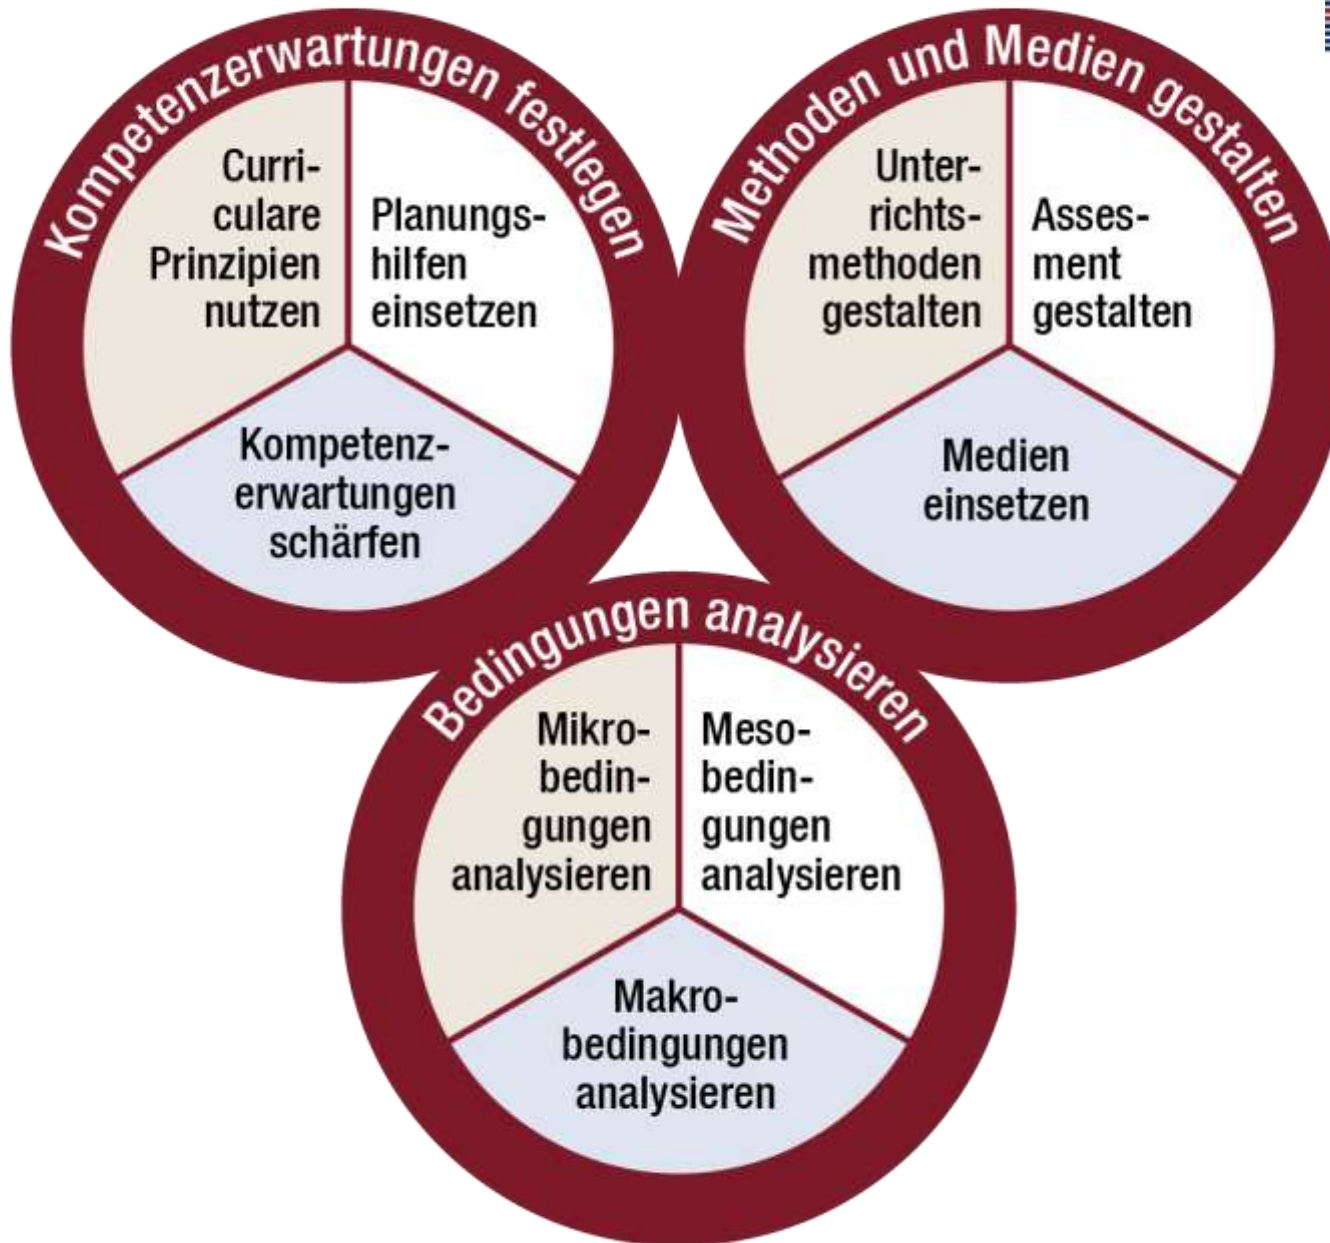 Kompetenzerwartungen festlegen
Curri-
culare
Prinzipien
nutzen
Planungs-
hilfen
einsetzen
Kompetenz-
erwartungen
schärfen
Methoden und Medien gestalten
Unter-
richts-
methoden
gestalten
Asses-
ment
gestalten
Medien
einsetzen
Bedingungen analysieren
Mikro-
bedin-
gungen
analysieren
Meso-
bedin-
gungen
analysieren
Makro-
bedingungen
analysieren